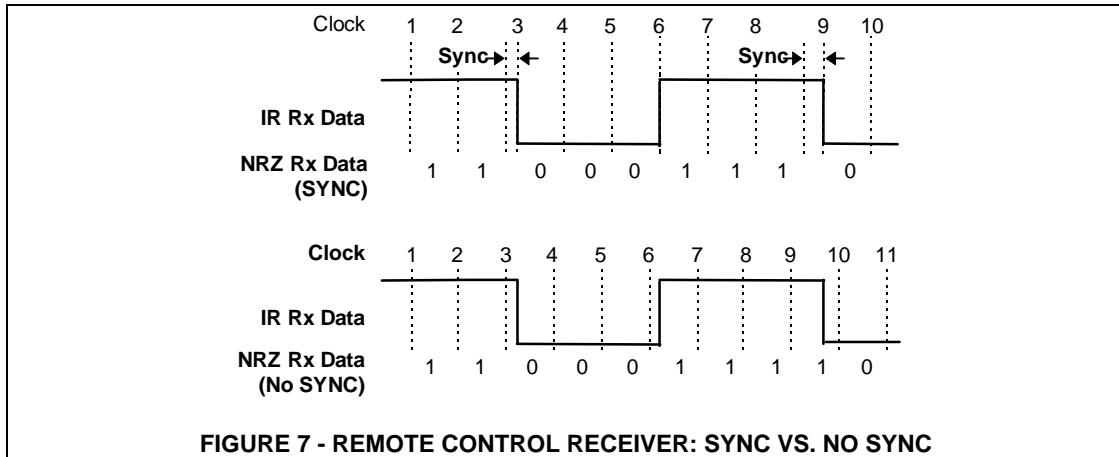 Clock 1 2 3 4 5 6 7 8 9 10
Sync Sync
IR Rx Data
NRZ Rx Data 1 1 0 0 0 1 1 1 0
(SYNC)
Clock 1 2 3 4 5 6 7 8 9 10 11
IR Rx Data
NRZ Rx Data 1 1 0 0 0 1 1 1 1 0
(No SYNC)
FIGURE 7 - REMOTE CONTROL RECEIVER: SYNC VS. NO SYNC